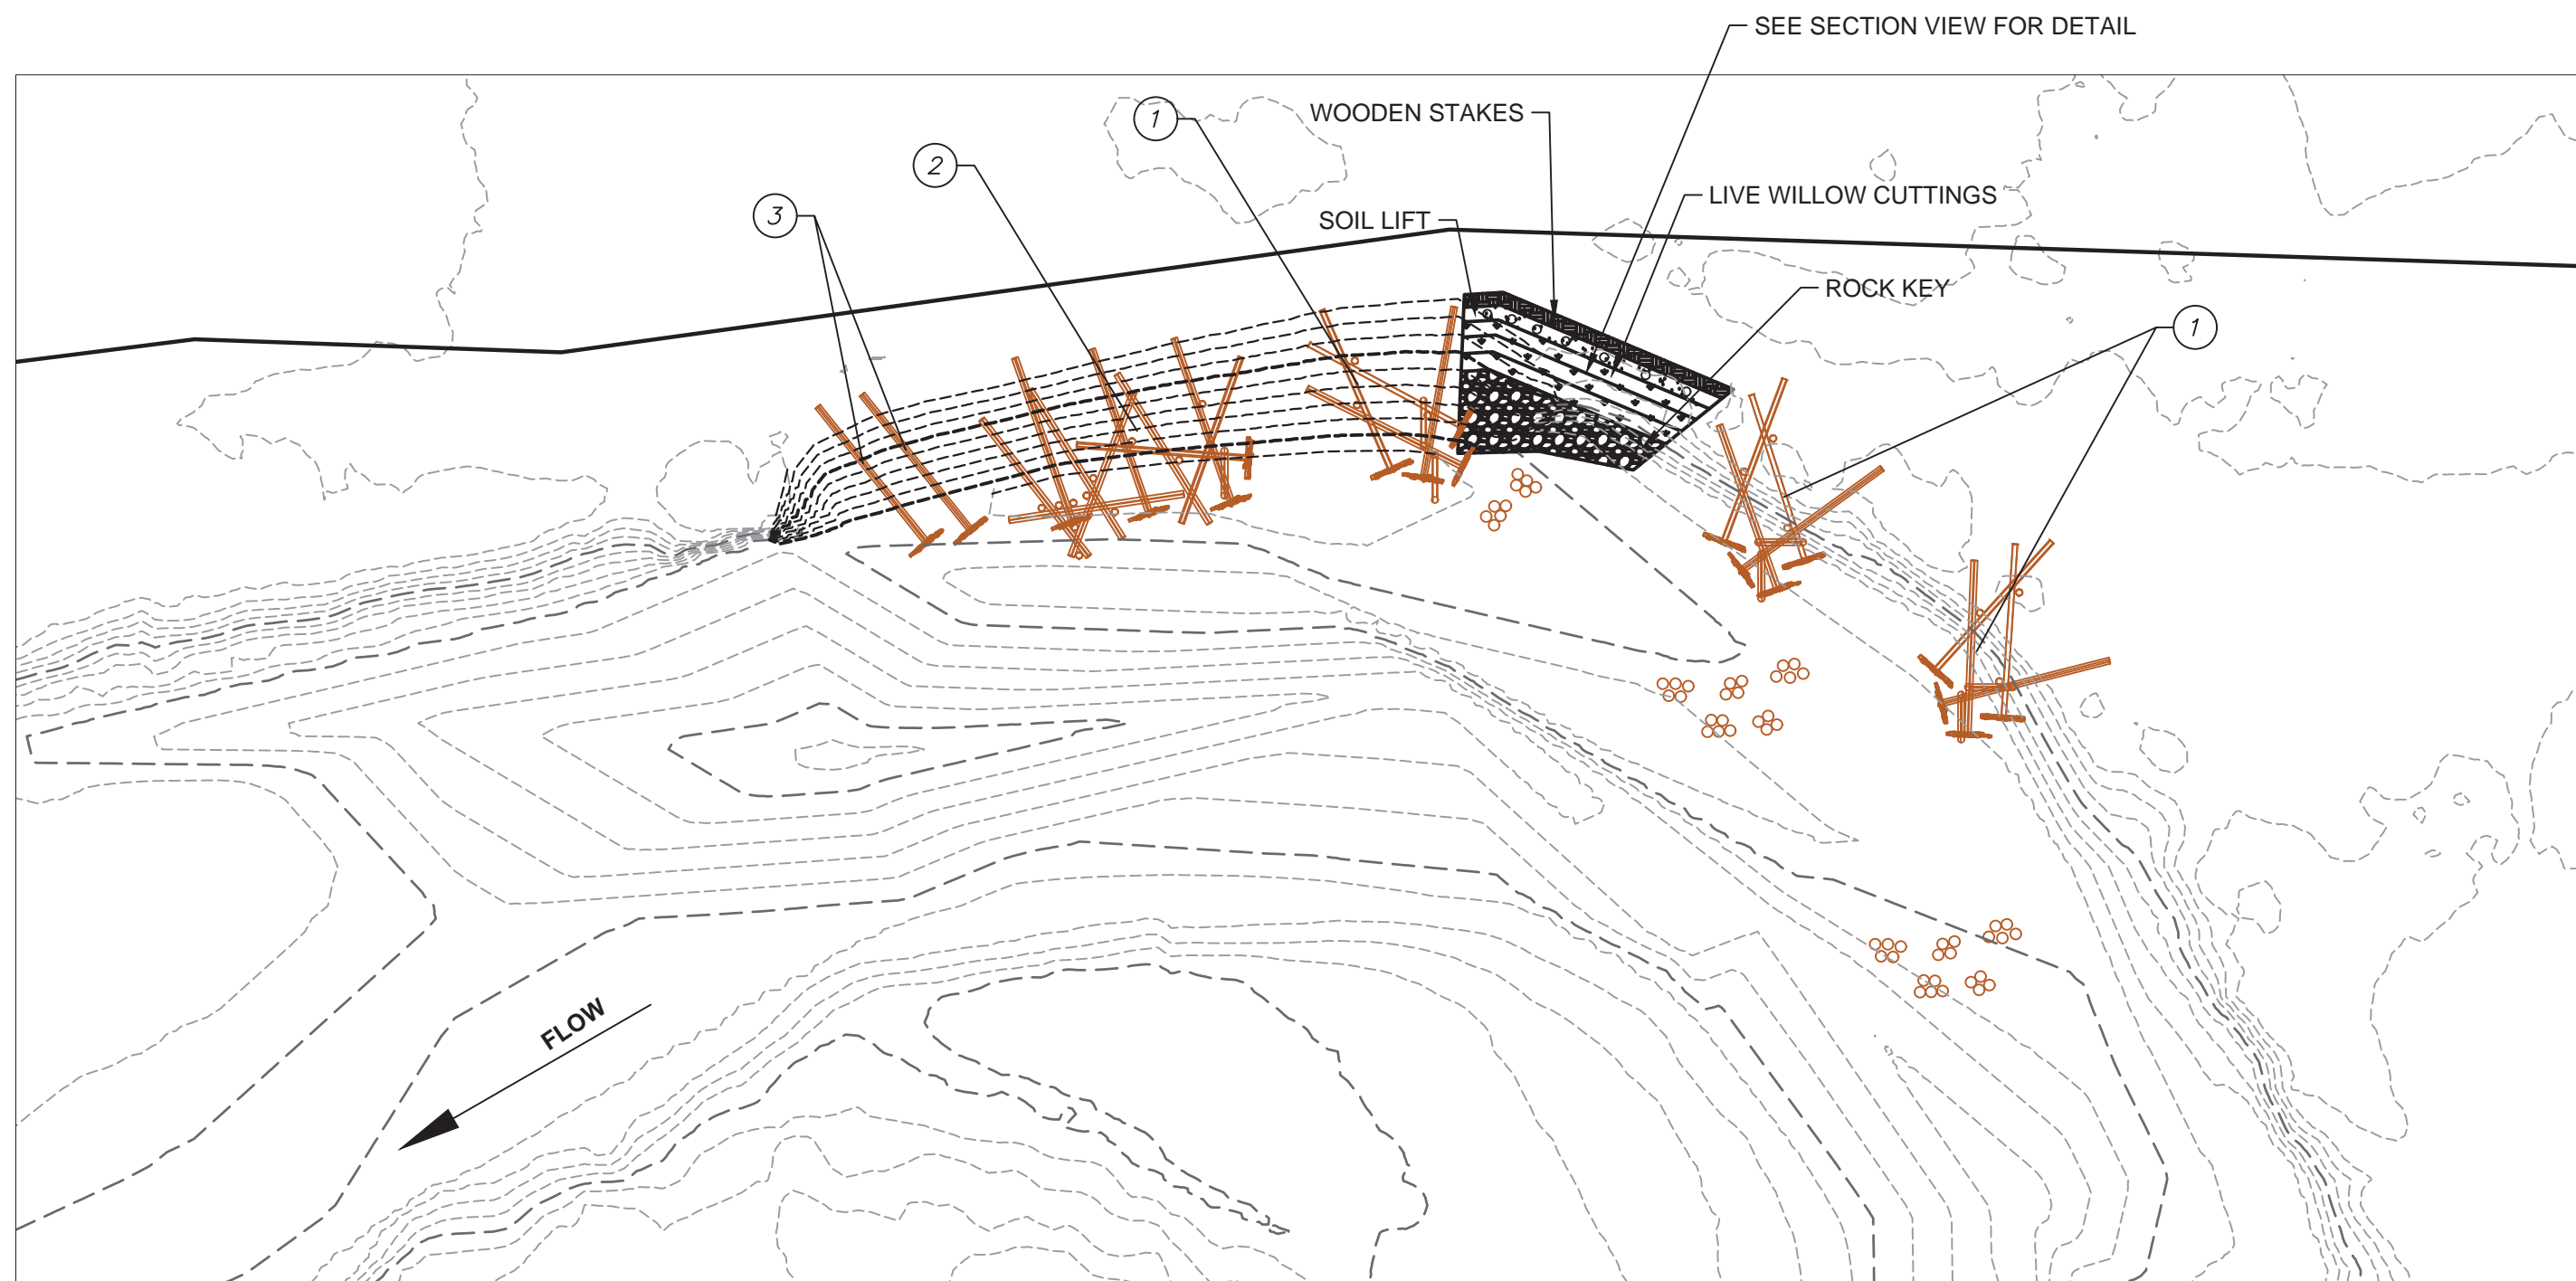 SEE SECTION VIEW FOR DETAIL
1
WOODEN STAKES
2
LIVE WILLOW CUTTINGS
3
SOIL LIFT
ROCK KEY
1
FLOW